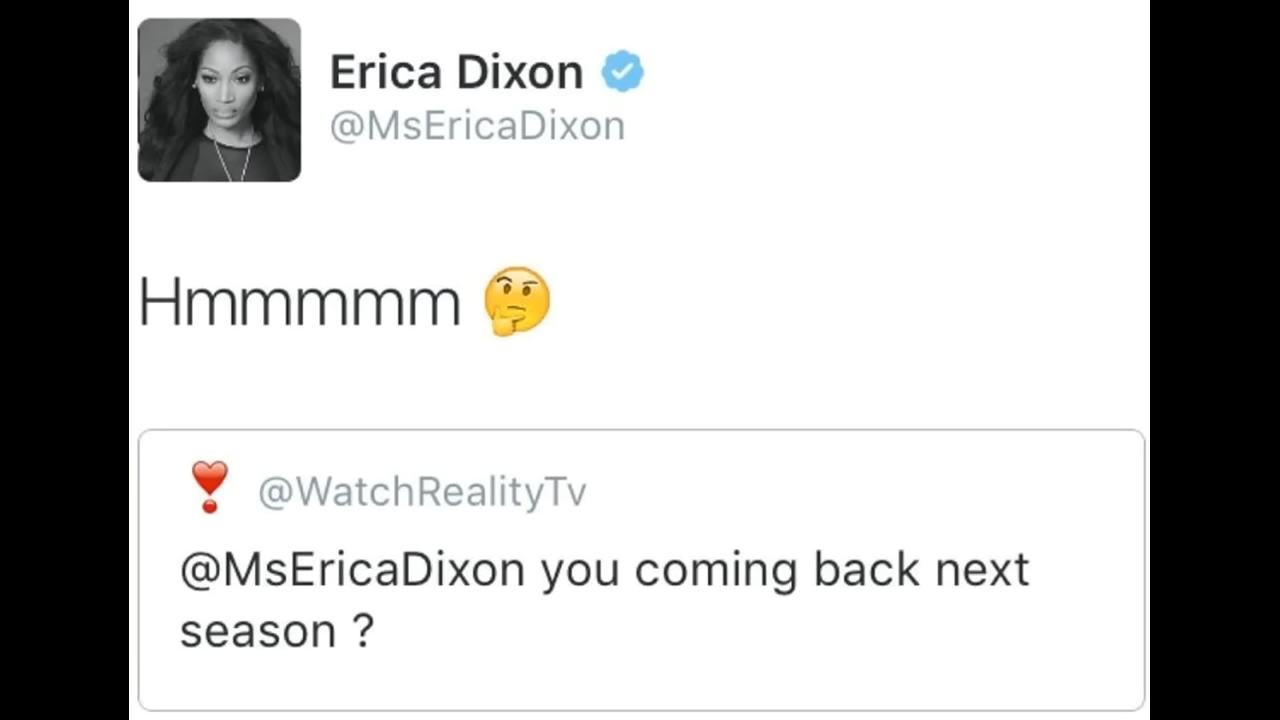 Erica Dixon
@MsEricaDixon
Hmmmmm 🤔
❣️ @WatchRealityTv
@MsEricaDixon you coming back next
season ?